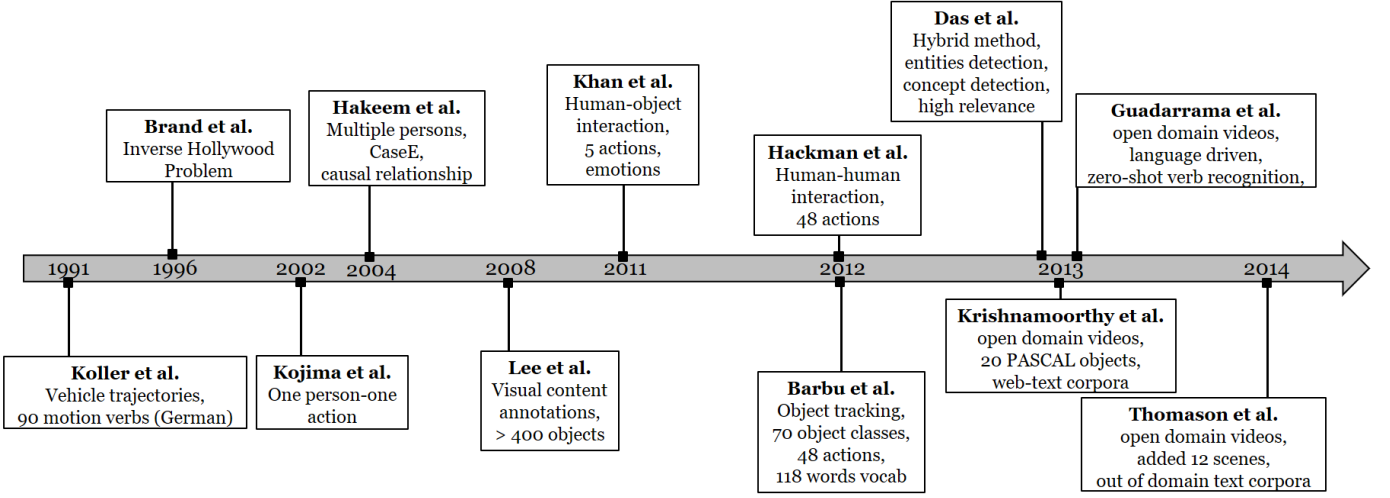 Das et al.
Hybrid method,
entities detection,
concept detection,
high relevance
Khan et al.
Human-object
interaction,
5 actions,
emotions
Hakeem et al.
Multiple persons,
CaseE,
causal relationship
Guadarrama et al.
open domain videos,
language driven,
zero-shot verb recognition,
Brand et al.
Inverse Hollywood
Problem
Hackman et al.
Human-human
interaction,
48 actions
1991
1996
2002
2004
2008
2011
2012
2013
2014
Koller et al.
Vehicle trajectories,
90 motion verbs (German)
Kojima et al.
One person-one
action
Lee et al.
Visual content
annotations,
> 400 objects
Barbu et al.
Object tracking,
70 object classes,
48 actions,
118 words vocab
Krishnamoorthy et al.
open domain videos,
20 PASCAL objects,
web-text corpora
Thomason et al.
open domain videos,
added 12 scenes,
out of domain text corpora